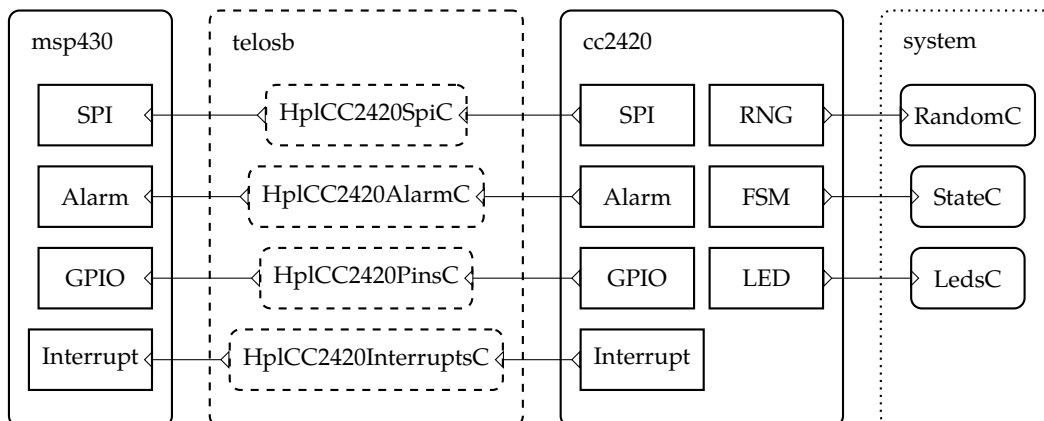 msp430
telosb
cc2420
system
SPI
HplCC2420SpiC
SPI
RNG
RandomC
Alarm
HplCC2420AlarmC
Alarm
FSM
StateC
GPIO
HplCC2420PinsC
GPIO
LED
LedsC
Interrupt
HplCC2420InterruptsC
Interrupt